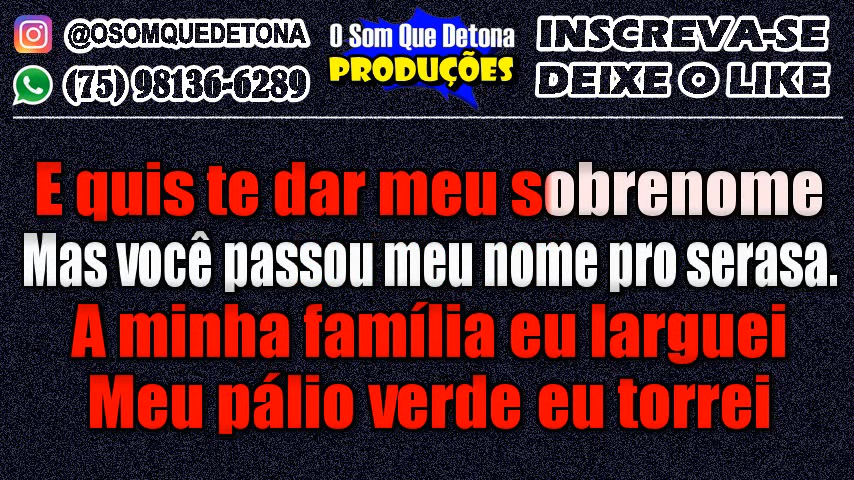 @OSOMQUEDETONA
(75) 98136-6289
O Som Que Detona
PRODUÇÕES
INSCREVA-SE
DEIXE O LIKE
E quis te dar meu sobrenome
Mas você passou meu nome pro serasa.
A minha família eu larguei
Meu pálio verde eu torrei